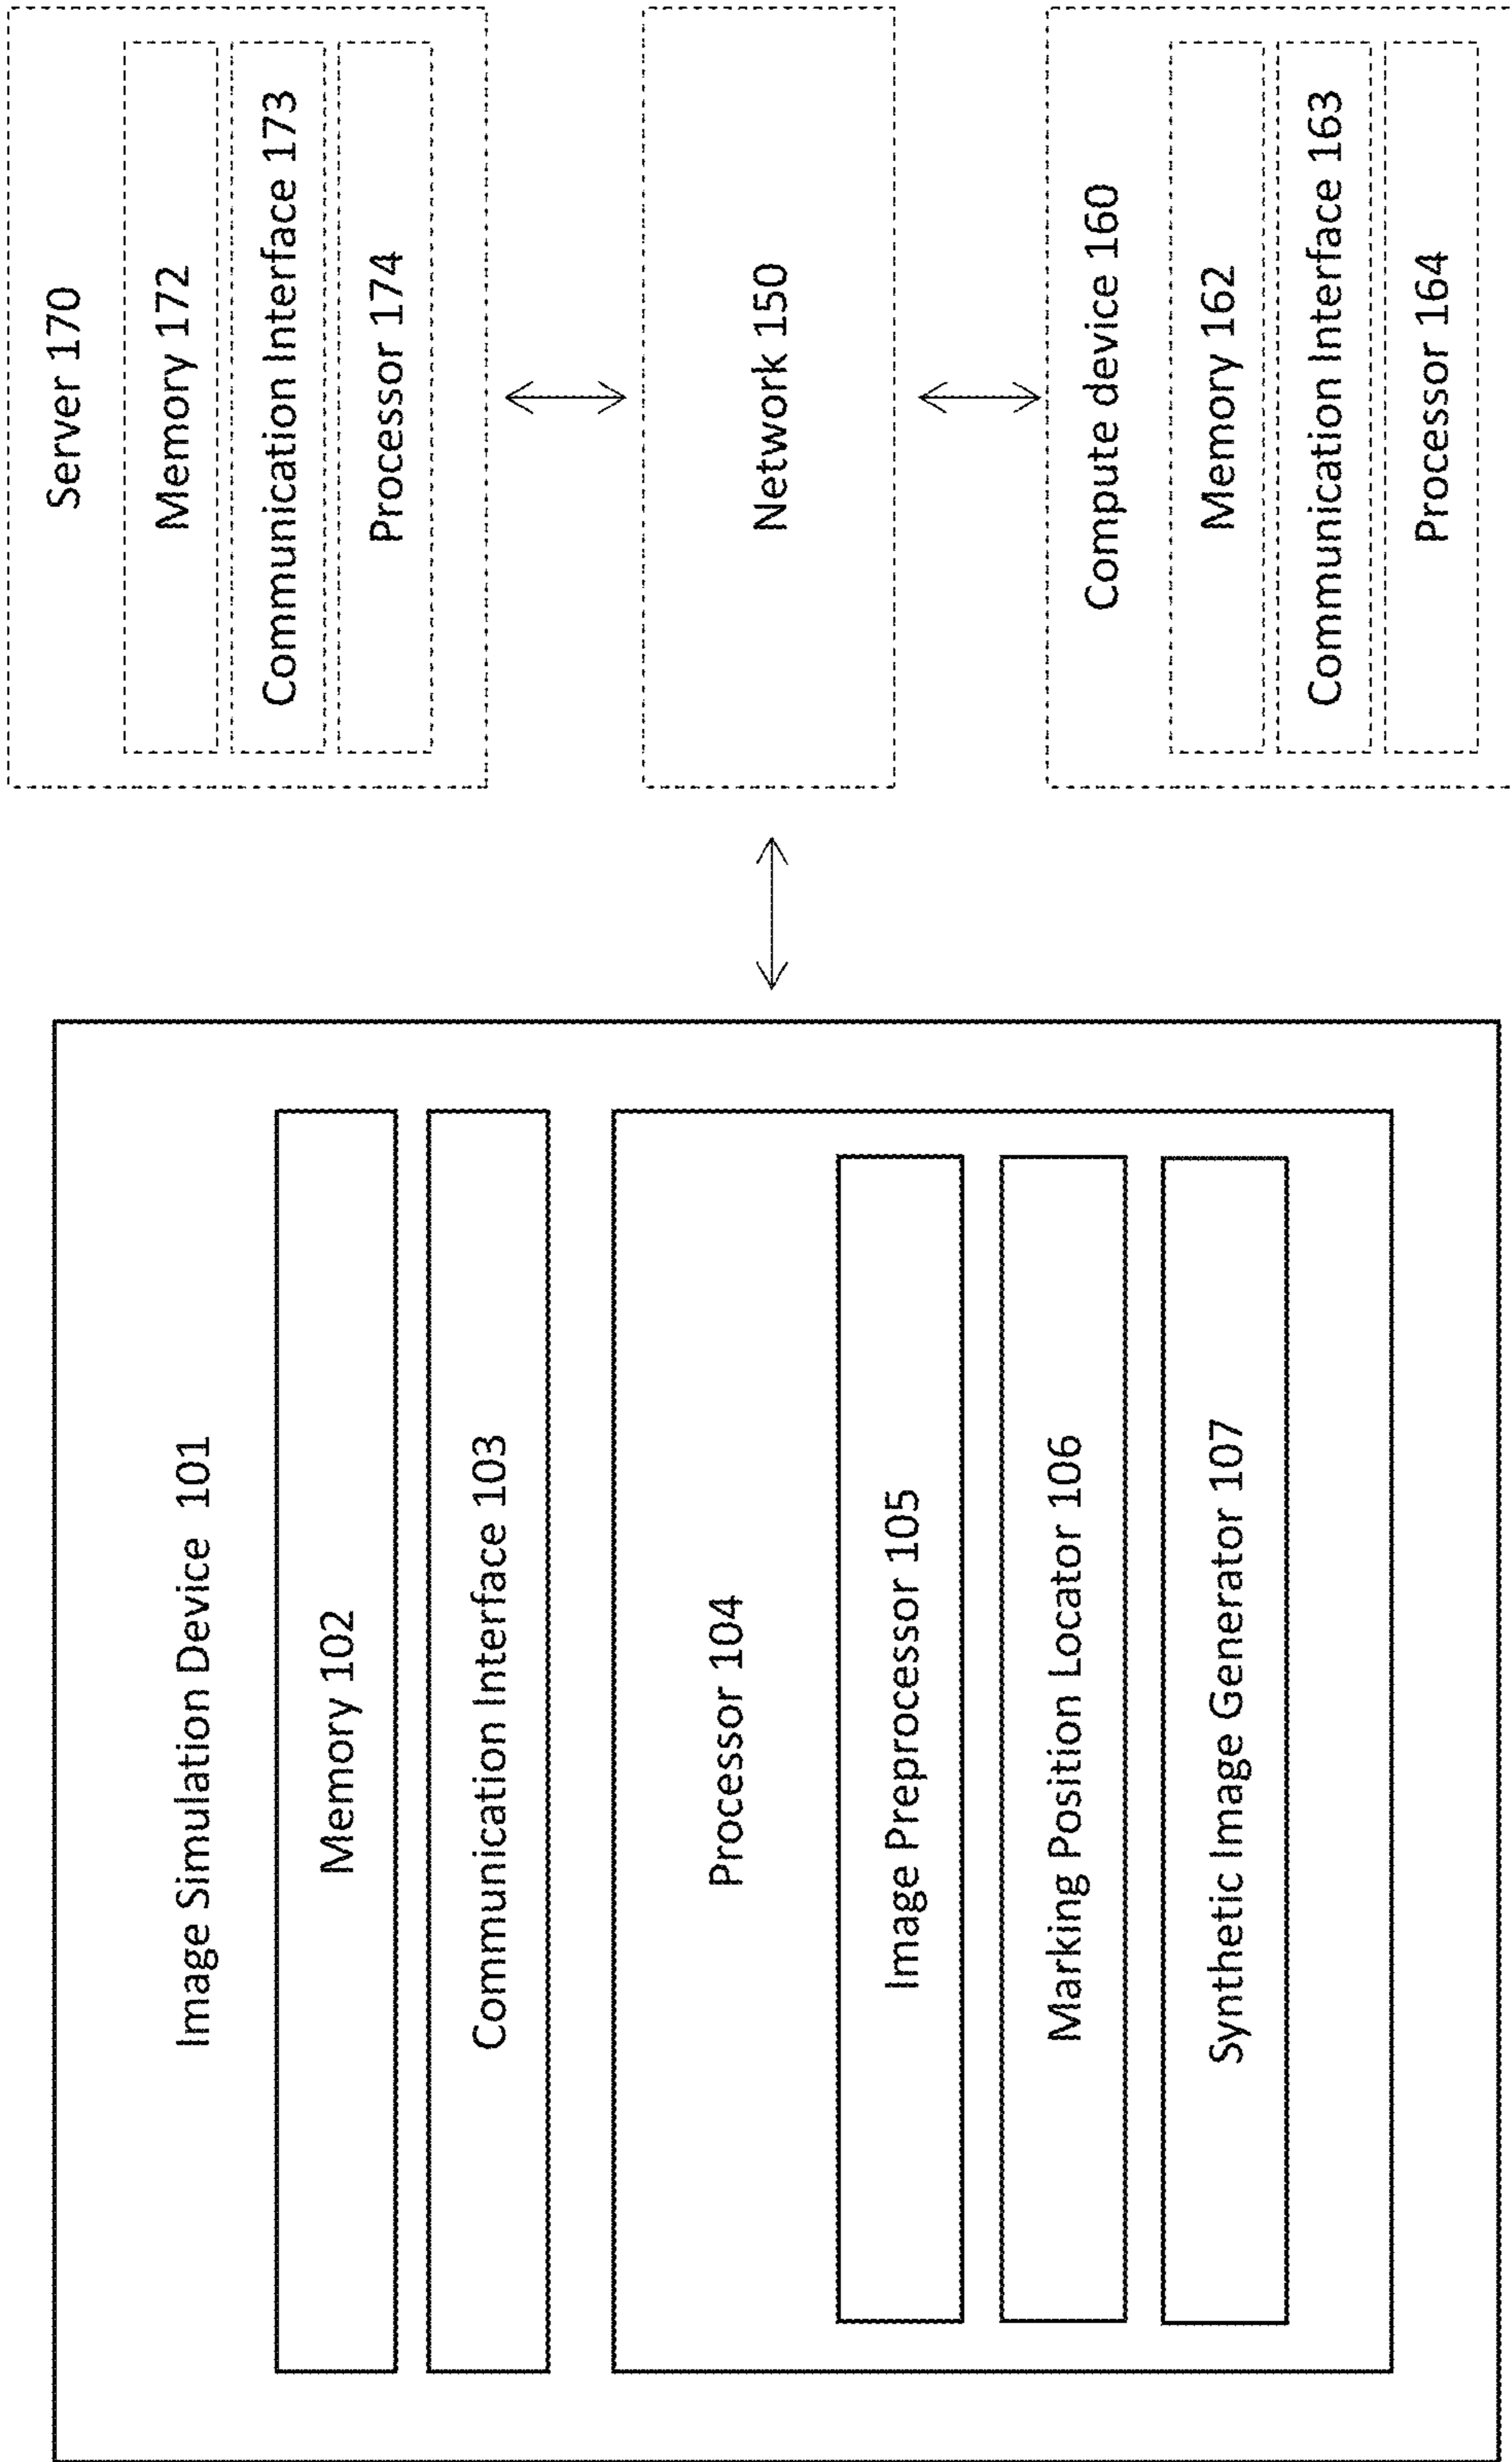 Image Simulation Device 101
Memory 102
Communication Interface 103
Processor 104
Image Preprocessor 105
Marking Position Locator 106
Synthetic Image Generator 107
Server 170
Memory 172
Communication Interface 173
Processor 174
Network 150
Compute device 160
Memory 162
Communication Interface 163
Processor 164